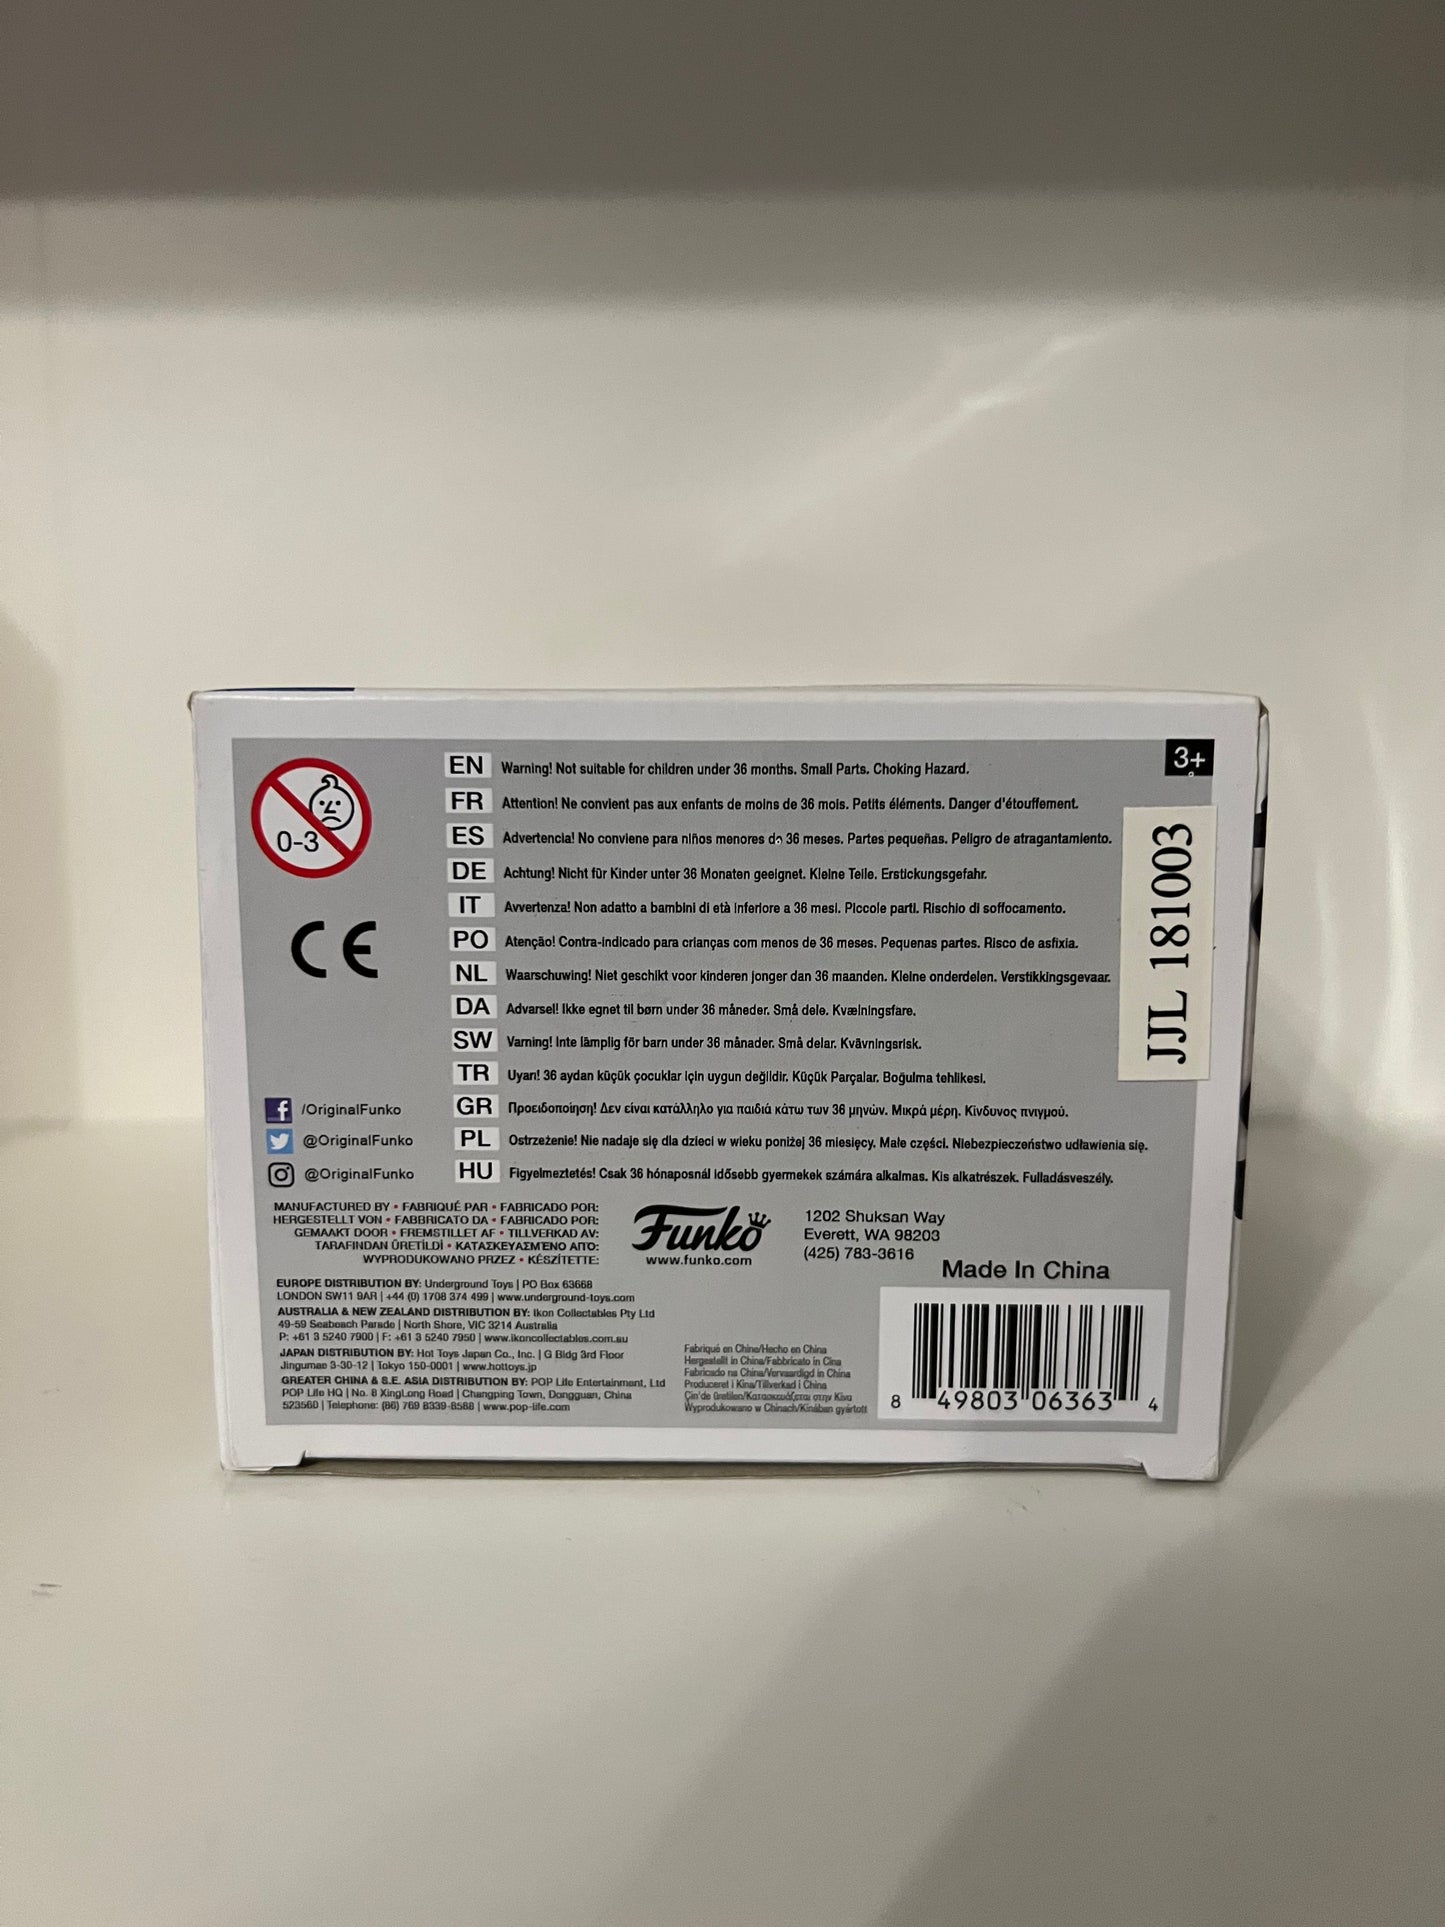 3+
0-3
EN Warning! Not suitable for children under 36 months. Small Parts. Choking Hazard.
FR Attention! Ne convient pas aux enfants de moins de 36 mois. Petits éléments. Danger d'étouffement.
ES Advertencia! No conviene para niños menores de 36 meses. Partes pequeñas. Peligro de atragantamiento.
DE Achtung! Nicht für Kinder unter 36 Monaten geeignet. Kleine Teile. Erstickungsgefahr.
IT Avvertenza! Non adatto a bambini di età inferiore a 36 mesi. Piccole parti. Rischio di soffocamento.
PO Atenção! Contra-indicado para crianças com menos de 36 meses. Pequenas partes. Risco de asfixia.
NL Waarschuwing! Niet geschikt voor kinderen jonger dan 36 maanden. Kleine onderdelen. Verstikkingsgevaar.
DA Advarsel! Ikke egnet til børn under 36 måneder. Små dele. Kvælningsfare.
SW Varning! Inte lämplig för barn under 36 månader. Små delar. Kvävningsrisk.
TR Uyarı! 36 aydan küçük çocuklar için uygun değildir. Küçük Parçalar. Boğulma tehlikesi.
GR Προειδοποίηση! Δεν είναι κατάλληλο για παιδιά κάτω των 36 μηνών. Μικρά μέρη. Κίνδυνος πνιγμού.
PL Ostrzeżenie! Nie nadaje się dla dzieci w wieku poniżej 36 miesięcy. Małe części. Niebezpieczeństwo udławienia się.
HU Figyelmeztetés! Csak 36 hónaposnál idősebb gyermekek számára alkalmas. Kis alkatrészek. Fulladásveszély.
CE
JJL 181003
/OriginalFunko
@OriginalFunko
@OriginalFunko
MANUFACTURED BY • FABRIQUÉ PAR • FABRICADO POR:
HERGESTELLT VON • FABBRICATO DA • FABRICADO POR:
GEMAAKT DOOR • FREMSTILLET AF • TILLVERKAD AV:
TARAFINDAN ÜRETİLDİ • ΚΑΤΑΣΚΕΥΑΣΜΈΝΟ ΑΠΌ:
WYPRODUKOWANO PRZEZ • KÉSZÍTETTE:
Funko
www.funko.com
1202 Shuksan Way
Everett, WA 98203
(425) 783-3616
Made In China
EUROPE DISTRIBUTION BY: Underground Toys | PO Box 63668
LONDON SW11 9AR | +44 (0) 1708 374 499 | www.underground-toys.com
AUSTRALIA & NEW ZEALAND DISTRIBUTION BY: Ikon Collectables Pty Ltd
49-59 Seabeach Parade | North Shore, VIC 3214 Australia
P: +61 3 5240 7900 | F: +61 3 5240 7950 | www.ikoncollectables.com.au
JAPAN DISTRIBUTION BY: Hot Toys Japan Co., Inc. | G Bldg 3rd Floor
Jingumae 3-30-12 | Tokyo 150-0001 | www.hottoys.jp
GREATER CHINA & S.E. ASIA DISTRIBUTION BY: POP Life Entertainment, Ltd
POP Life HQ | No. 8 XingLong Road | Changping Town, Dongguan, China
523560 | Telephone: (86) 769 8339-8588 | www.pop-life.com
Fabriqué en Chine/Hecho en China
Hergestellt in China/Fabbricato in Cina
Fabricado na China/Vervaardigd in China
Produceret i Kina/Tillverkad i China
Çin'de Üretilen/Κατασκευάζεται στην Κίνα
Wyprodukowano w Chinach/Kínában gyártott
8 49803 06363 4